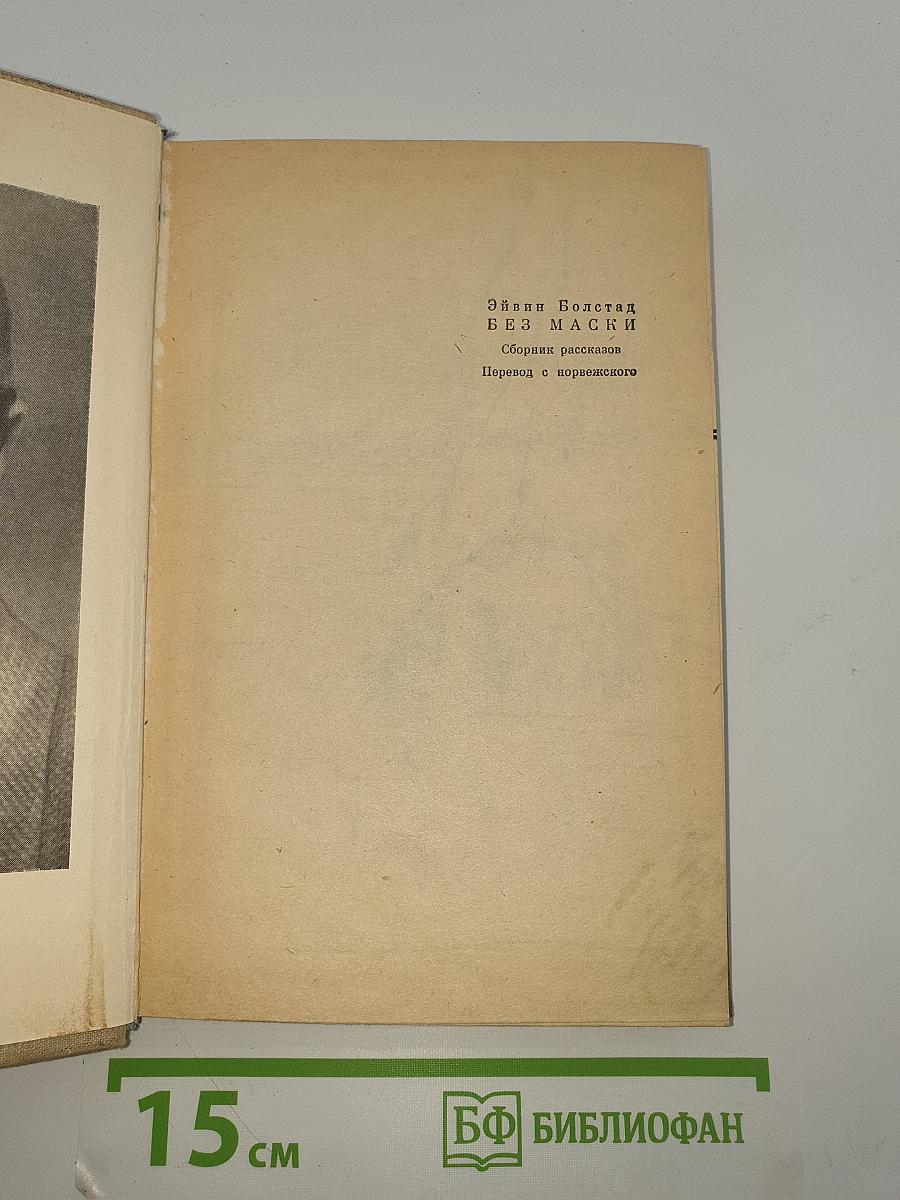 Эйвин Болстад
БЕЗ МАСКИ
Сборник рассказов
Перевод с норвежского
15 см
БФ БИБЛИОФАН